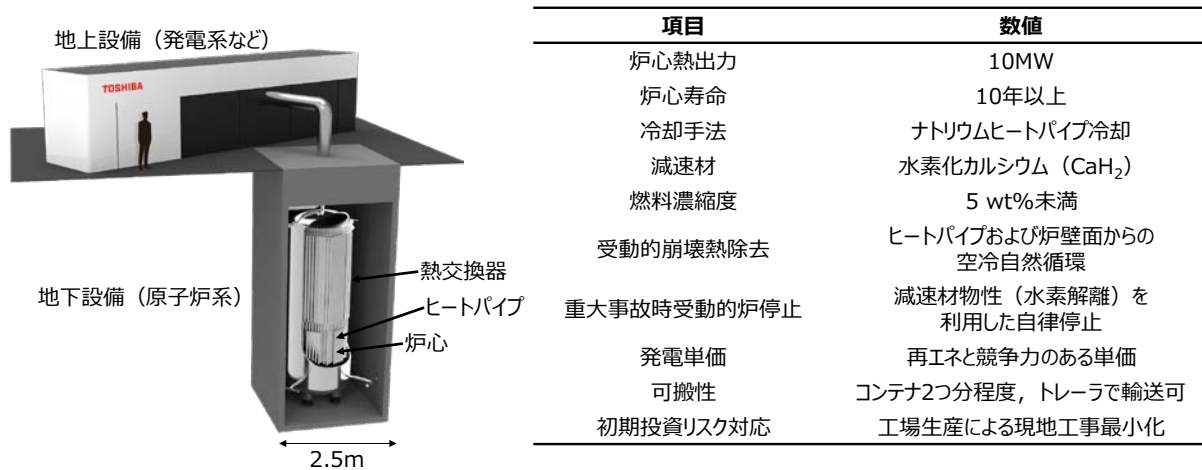 地上設備（発電系など）
TOSHIBA
熱交換器
ヒートパイプ
地下設備（原子炉系）
炉心
2.5m
項目 数値
炉心熱出力 10MW
炉心寿命 10年以上
冷却手法 ナトリウムヒートパイプ冷却
減速材 水素化カルシウム（CaH₂）
燃料濃縮度 5 wt%未満
受動的崩壊熱除去 ヒートパイプおよび炉壁面からの
空冷自然循環
重大事故時受動的炉停止 減速材物性（水素解離）を
利用した自律停止
発電単価 再エネと競争力のある単価
可搬性 コンテナ2つ分程度，トレーラで輸送可
初期投資リスク対応 工場生産による現地工事最小化